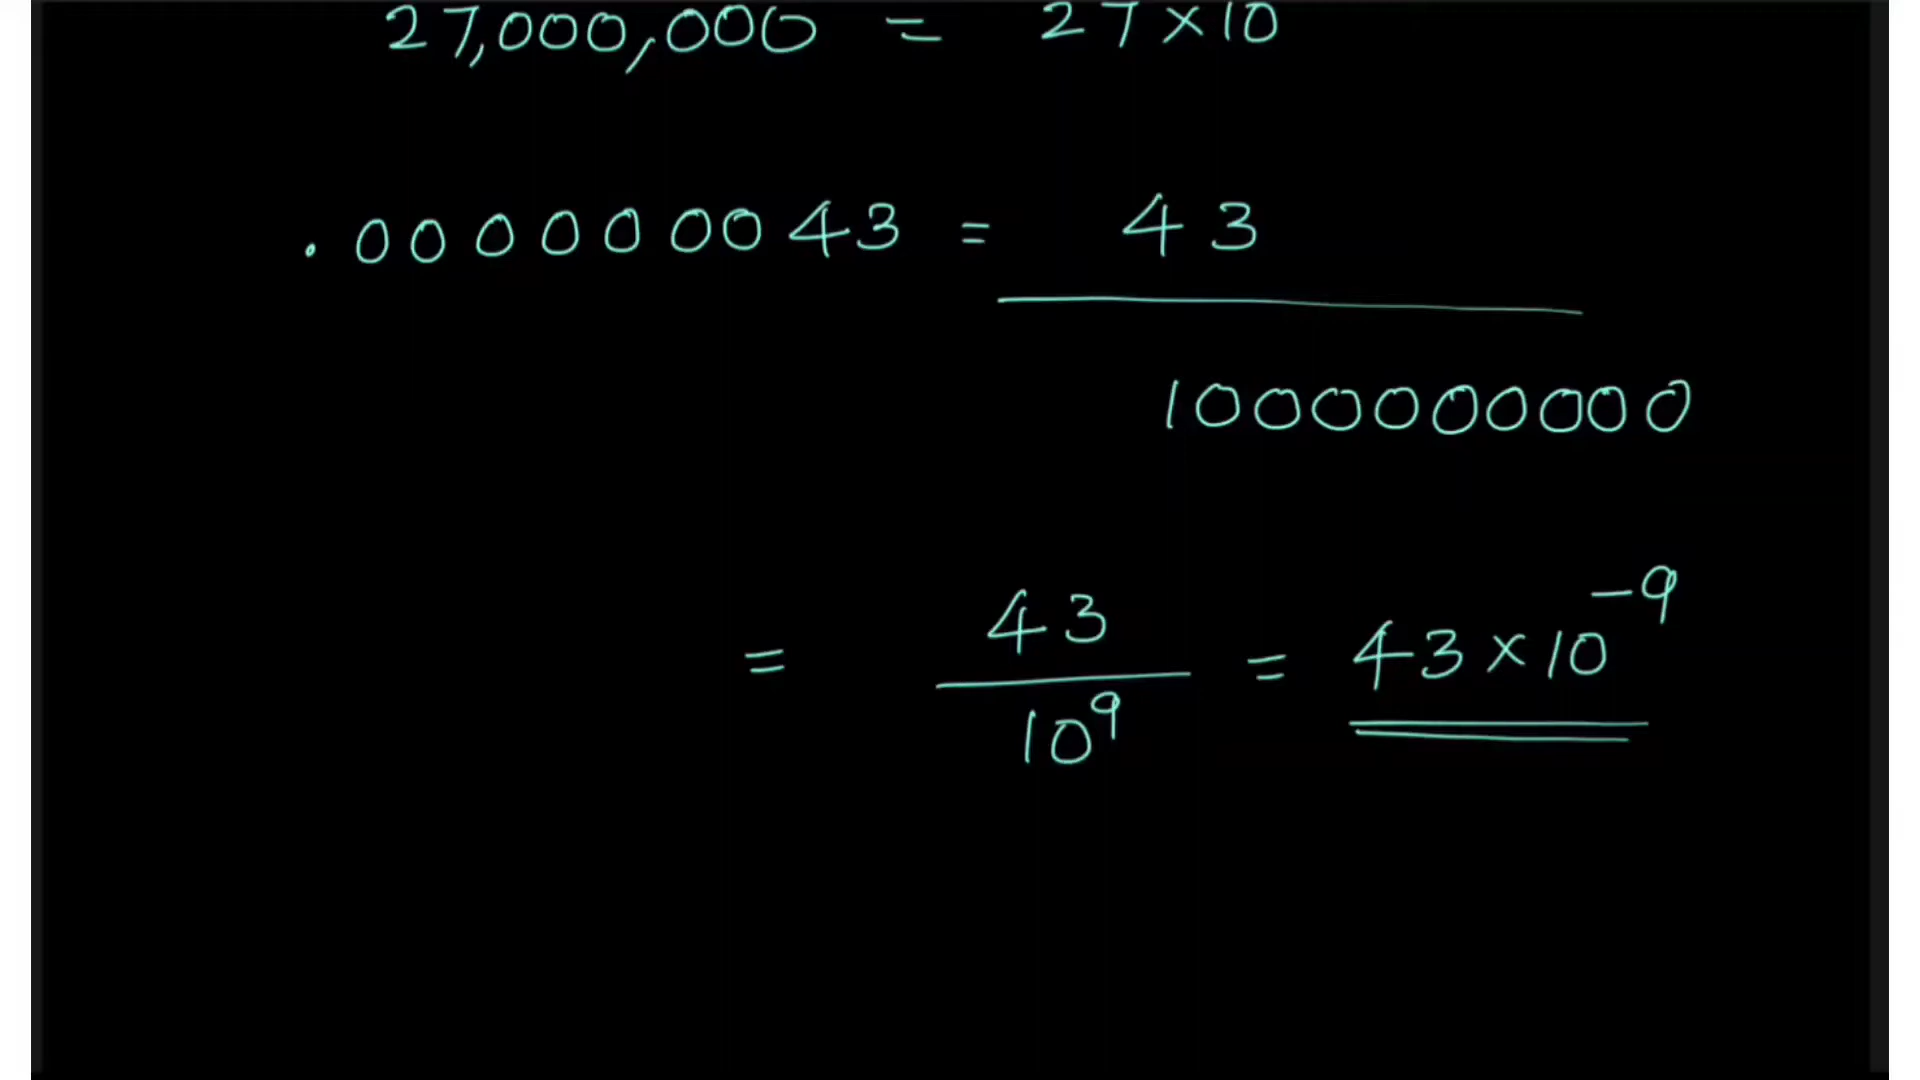 27,000,000 = 27×10
.000000043 = 43
1000000000
= 43 = 43×10⁻⁹
10⁹